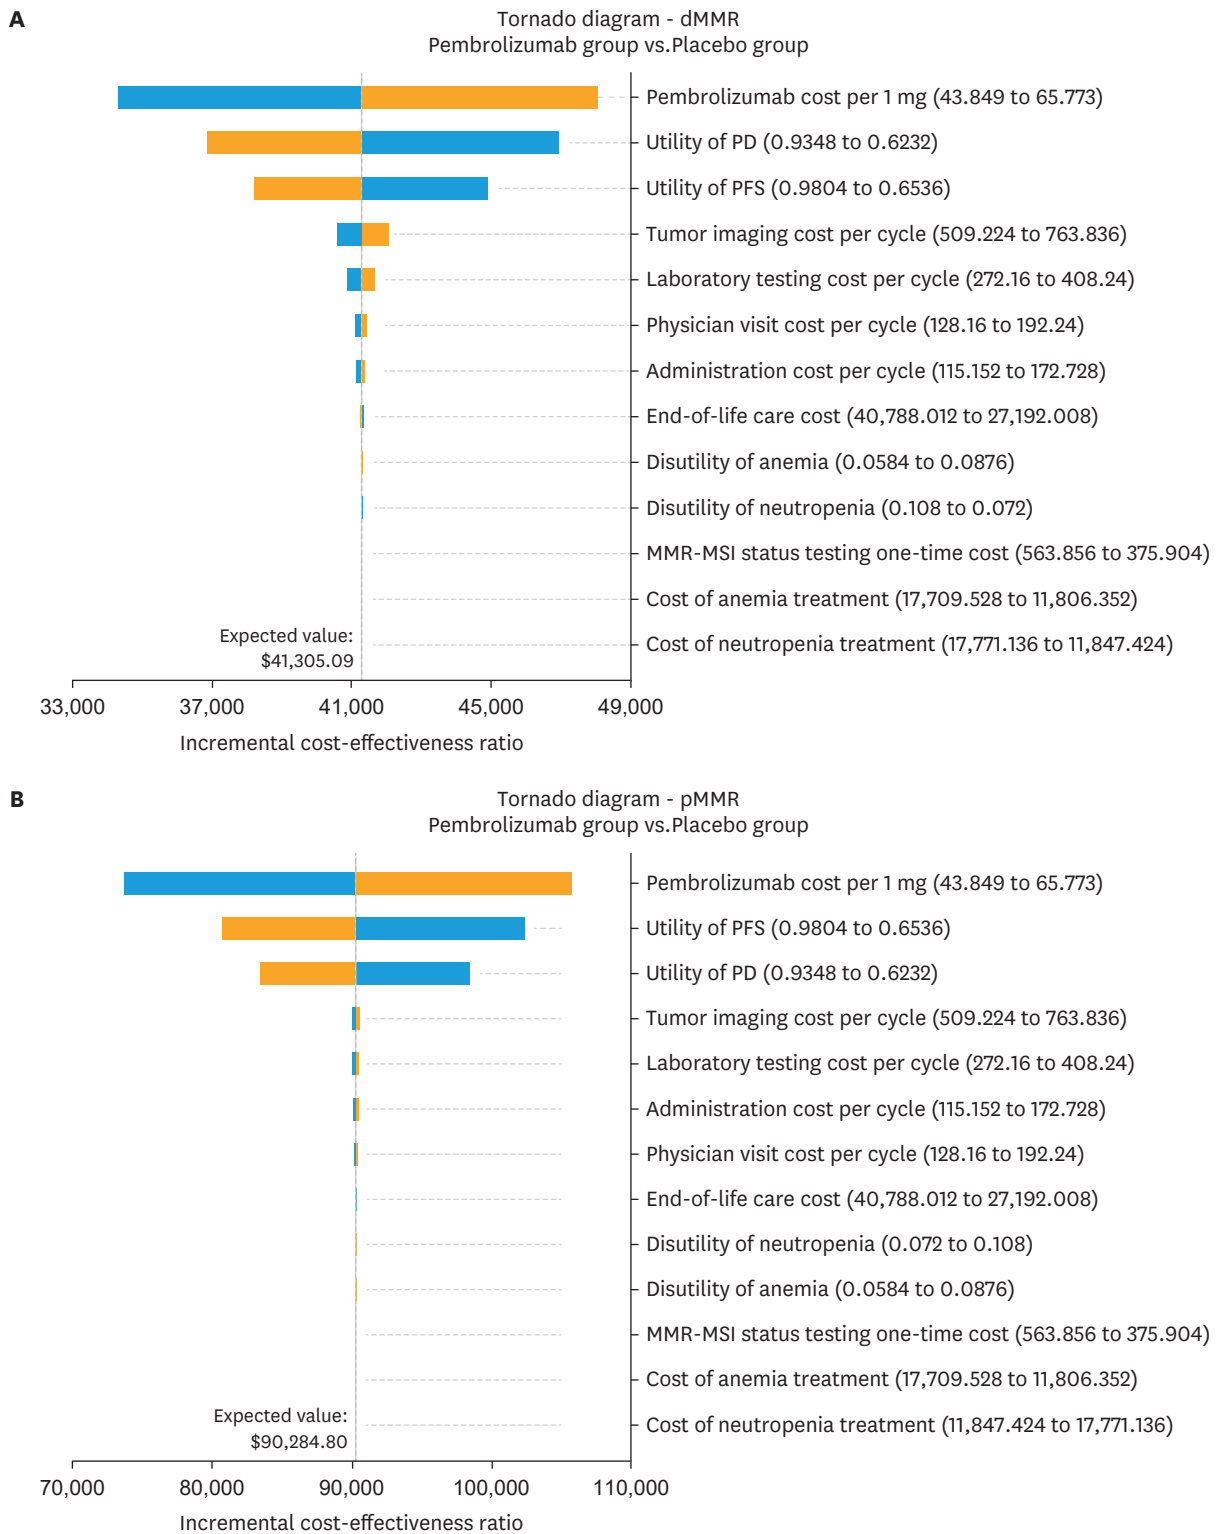 A
Tornado diagram - dMMR
Pembrolizumab group vs.Placebo group
Pembrolizumab cost per 1 mg (43.849 to 65.773)
Utility of PD (0.9348 to 0.6232)
Utility of PFS (0.9804 to 0.6536)
Tumor imaging cost per cycle (509.224 to 763.836)
Laboratory testing cost per cycle (272.16 to 408.24)
Physician visit cost per cycle (128.16 to 192.24)
Administration cost per cycle (115.152 to 172.728)
End-of-life care cost (40,788.012 to 27,192.008)
Disutility of anemia (0.0584 to 0.0876)
Disutility of neutropenia (0.108 to 0.072)
MMR-MSI status testing one-time cost (563.856 to 375.904)
Cost of anemia treatment (17,709.528 to 11,806.352)
Cost of neutropenia treatment (17,771.136 to 11,847.424)
Expected value:
$41,305.09
33,000 37,000 41,000 45,000 49,000
Incremental cost-effectiveness ratio
B
Tornado diagram - pMMR
Pembrolizumab group vs.Placebo group
Pembrolizumab cost per 1 mg (43.849 to 65.773)
Utility of PFS (0.9804 to 0.6536)
Utility of PD (0.9348 to 0.6232)
Tumor imaging cost per cycle (509.224 to 763.836)
Laboratory testing cost per cycle (272.16 to 408.24)
Administration cost per cycle (115.152 to 172.728)
Physician visit cost per cycle (128.16 to 192.24)
End-of-life care cost (40,788.012 to 27,192.008)
Disutility of neutropenia (0.072 to 0.108)
Disutility of anemia (0.0584 to 0.0876)
MMR-MSI status testing one-time cost (563.856 to 375.904)
Cost of anemia treatment (17,709.528 to 11,806.352)
Cost of neutropenia treatment (11,847.424 to 17,771.136)
Expected value:
$90,284.80
70,000 80,000 90,000 100,000 110,000
Incremental cost-effectiveness ratio